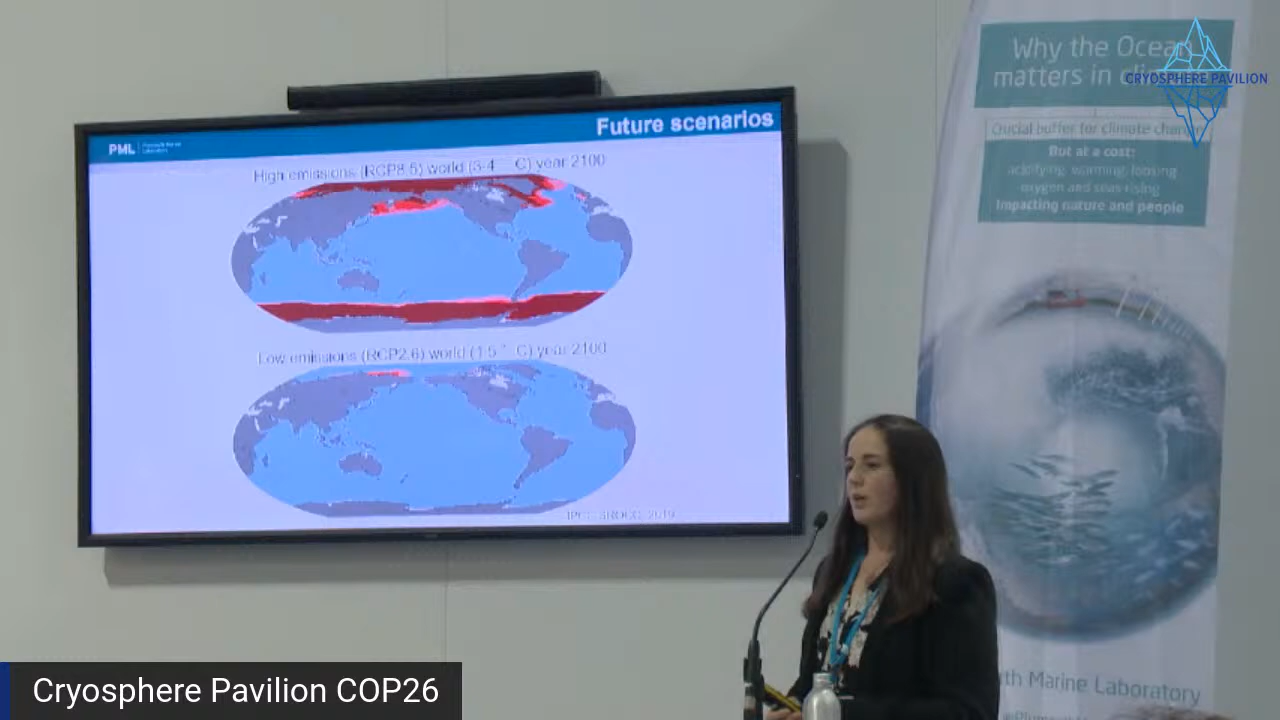 Future scenarios
PML
High emissions (RCP8.5) world (3-4 ° C) year 2100
Low emissions (RCP2.6) world (1.5 ° C) year 2100
IPCC SROCC, 2019
Why the Ocean
matters in
CRYOSPHERE PAVILION
Crucial buffer for climate change
But at a cost:
acidifying, warming, loosing
oxygen and seas rising
Impacting nature and people
th Marine Laboratory
Cryosphere Pavilion COP26